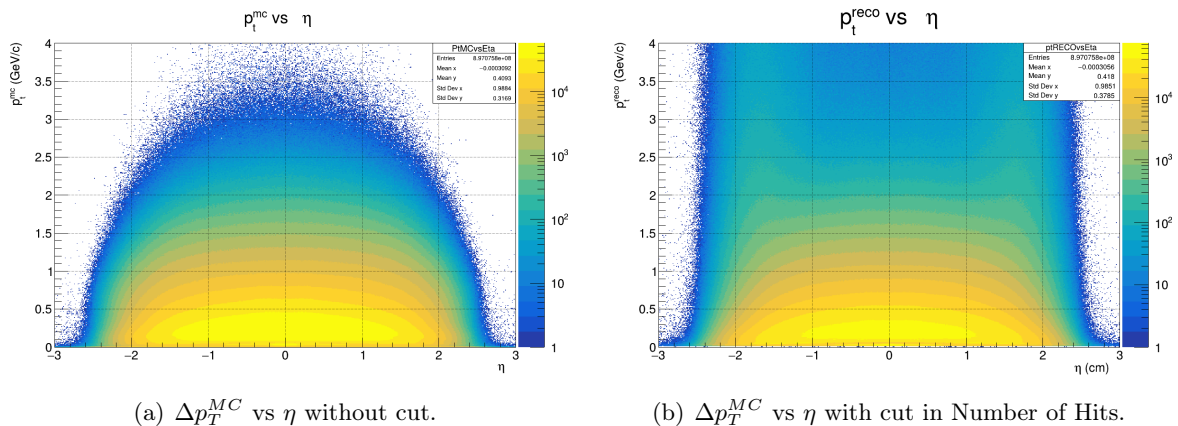 p_t^mc vs η
p_t^mc (GeV/c)
4
3.5
3
2.5
2
1.5
1
0.5
0
−3
−2
−1
0
1
2
3
η
PtMCvsEta
Entries 8.970758e+08
Mean x −0.0003092
Mean y 0.4093
Std Dev x 0.9884
Std Dev y 0.3169
10^4
10^3
10^2
10
1
p_t^reco vs η
p_t^reco (GeV/c)
4
3.5
3
2.5
2
1.5
1
0.5
0
−3
−2
−1
0
1
2
3
η (cm)
ptRECOvsEta
Entries 8.970758e+08
Mean x −0.0003056
Mean y 0.418
Std Dev x 0.9851
Std Dev y 0.3785
10^4
10^3
10^2
10
1
(a) Δp_T^MC vs η without cut.
(b) Δp_T^MC vs η with cut in Number of Hits.